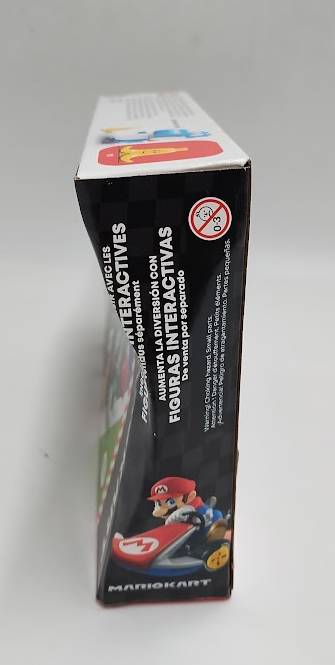 AVEC LES
INTERACTIVES
séparément
AUMENTA LA DIVERSIÓN CON
FIGURAS INTERACTIVAS
De venta por separado
0-3
Warning! Choking hazard. Small parts.
Attention ! Danger d'étouffement. Petits éléments.
¡Advertencia! Peligro de atragantamiento. Partes pequeñas.
M
MARIOKART